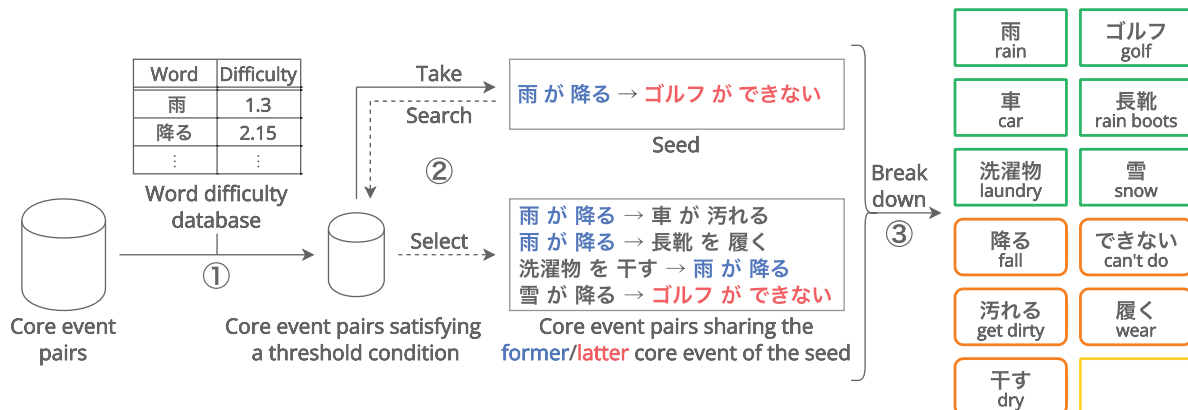 Word Difficulty
雨 1.3
降る 2.15
⋮ ⋮
Word difficulty
database
Core event
pairs
①
Core event pairs satisfying
a threshold condition
Take
Search
②
Select
雨 が 降る → ゴルフ が できない
Seed
雨 が 降る → 車 が 汚れる
雨 が 降る → 長靴 を 履く
洗濯物 を 干す → 雨 が 降る
雪 が 降る → ゴルフ が できない
Core event pairs sharing the
former/latter core event of the seed
Break
down
③
雨
rain
ゴルフ
golf
車
car
長靴
rain boots
洗濯物
laundry
雪
snow
降る
fall
できない
can't do
汚れる
get dirty
履く
wear
干す
dry